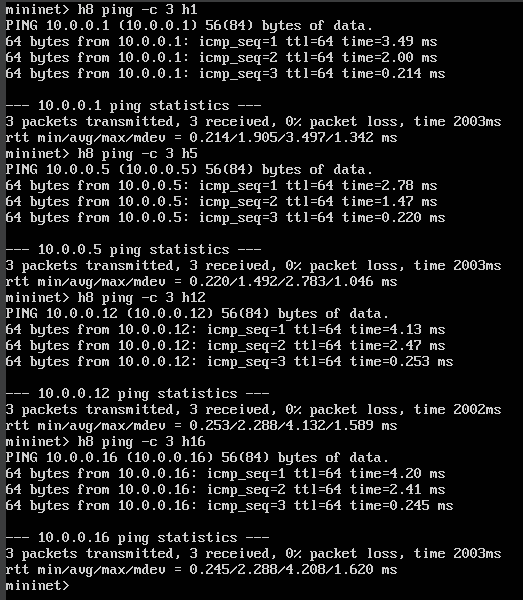 mininet> h8 ping -c 3 h1
PING 10.0.0.1 (10.0.0.1) 56(84) bytes of data.
64 bytes from 10.0.0.1: icmp_seq=1 ttl=64 time=3.49 ms
64 bytes from 10.0.0.1: icmp_seq=2 ttl=64 time=2.00 ms
64 bytes from 10.0.0.1: icmp_seq=3 ttl=64 time=0.214 ms

--- 10.0.0.1 ping statistics ---
3 packets transmitted, 3 received, 0% packet loss, time 2003ms
rtt min/avg/max/mdev = 0.214/1.905/3.497/1.342 ms
mininet> h8 ping -c 3 h5
PING 10.0.0.5 (10.0.0.5) 56(84) bytes of data.
64 bytes from 10.0.0.5: icmp_seq=1 ttl=64 time=2.78 ms
64 bytes from 10.0.0.5: icmp_seq=2 ttl=64 time=1.47 ms
64 bytes from 10.0.0.5: icmp_seq=3 ttl=64 time=0.220 ms

--- 10.0.0.5 ping statistics ---
3 packets transmitted, 3 received, 0% packet loss, time 2003ms
rtt min/avg/max/mdev = 0.220/1.492/2.783/1.046 ms
mininet> h8 ping -c 3 h12
PING 10.0.0.12 (10.0.0.12) 56(84) bytes of data.
64 bytes from 10.0.0.12: icmp_seq=1 ttl=64 time=4.13 ms
64 bytes from 10.0.0.12: icmp_seq=2 ttl=64 time=2.47 ms
64 bytes from 10.0.0.12: icmp_seq=3 ttl=64 time=0.253 ms

--- 10.0.0.12 ping statistics ---
3 packets transmitted, 3 received, 0% packet loss, time 2002ms
rtt min/avg/max/mdev = 0.253/2.288/4.132/1.589 ms
mininet> h8 ping -c 3 h16
PING 10.0.0.16 (10.0.0.16) 56(84) bytes of data.
64 bytes from 10.0.0.16: icmp_seq=1 ttl=64 time=4.20 ms
64 bytes from 10.0.0.16: icmp_seq=2 ttl=64 time=2.41 ms
64 bytes from 10.0.0.16: icmp_seq=3 ttl=64 time=0.245 ms

--- 10.0.0.16 ping statistics ---
3 packets transmitted, 3 received, 0% packet loss, time 2003ms
rtt min/avg/max/mdev = 0.245/2.288/4.208/1.620 ms
mininet>